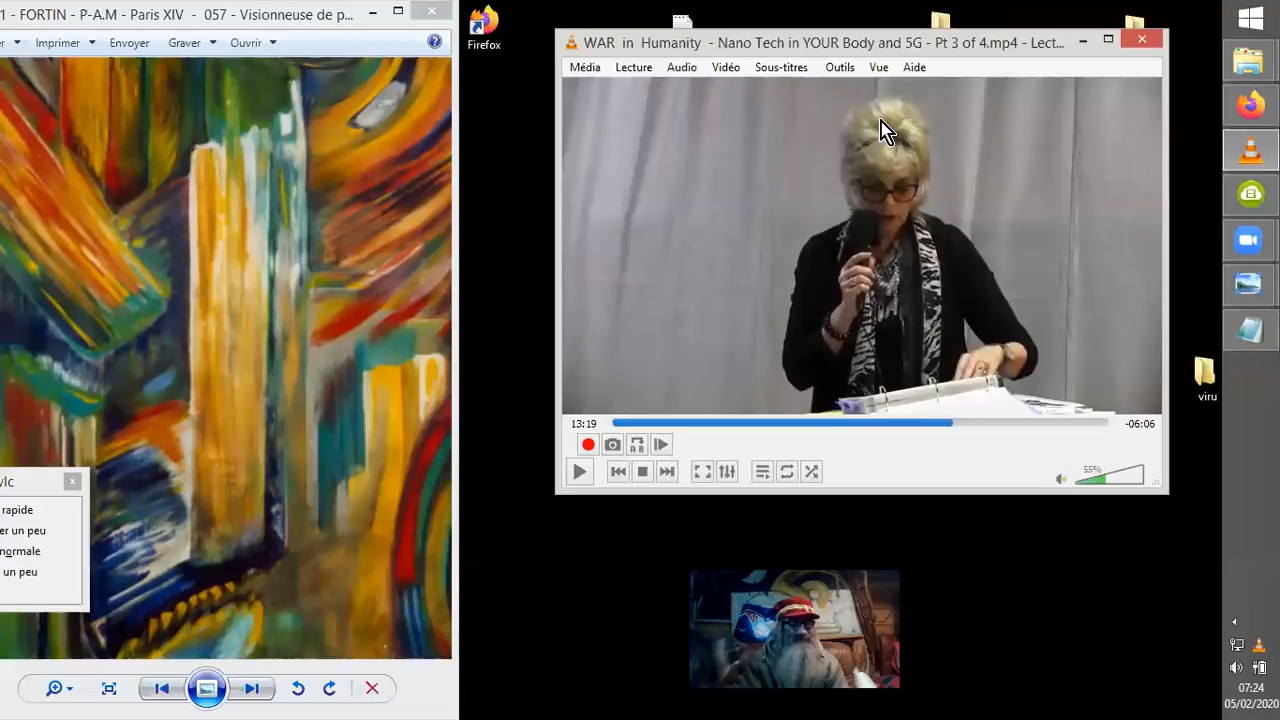 1 - FORTIN - P-A-M - Paris XIV - 057 - Visionneuse de p...
Imprimer Envoyer Graver Ouvrir
Firefox
WAR in Humanity - Nano Tech in YOUR Body and 5G - Pt 3 of 4.mp4 - Lect...
Média Lecture Audio Vidéo Sous-titres Outils Vue Aide
13:19
-06:06
55%
rapide
er un peu
normale
un peu
viru
07:24
05/02/2020